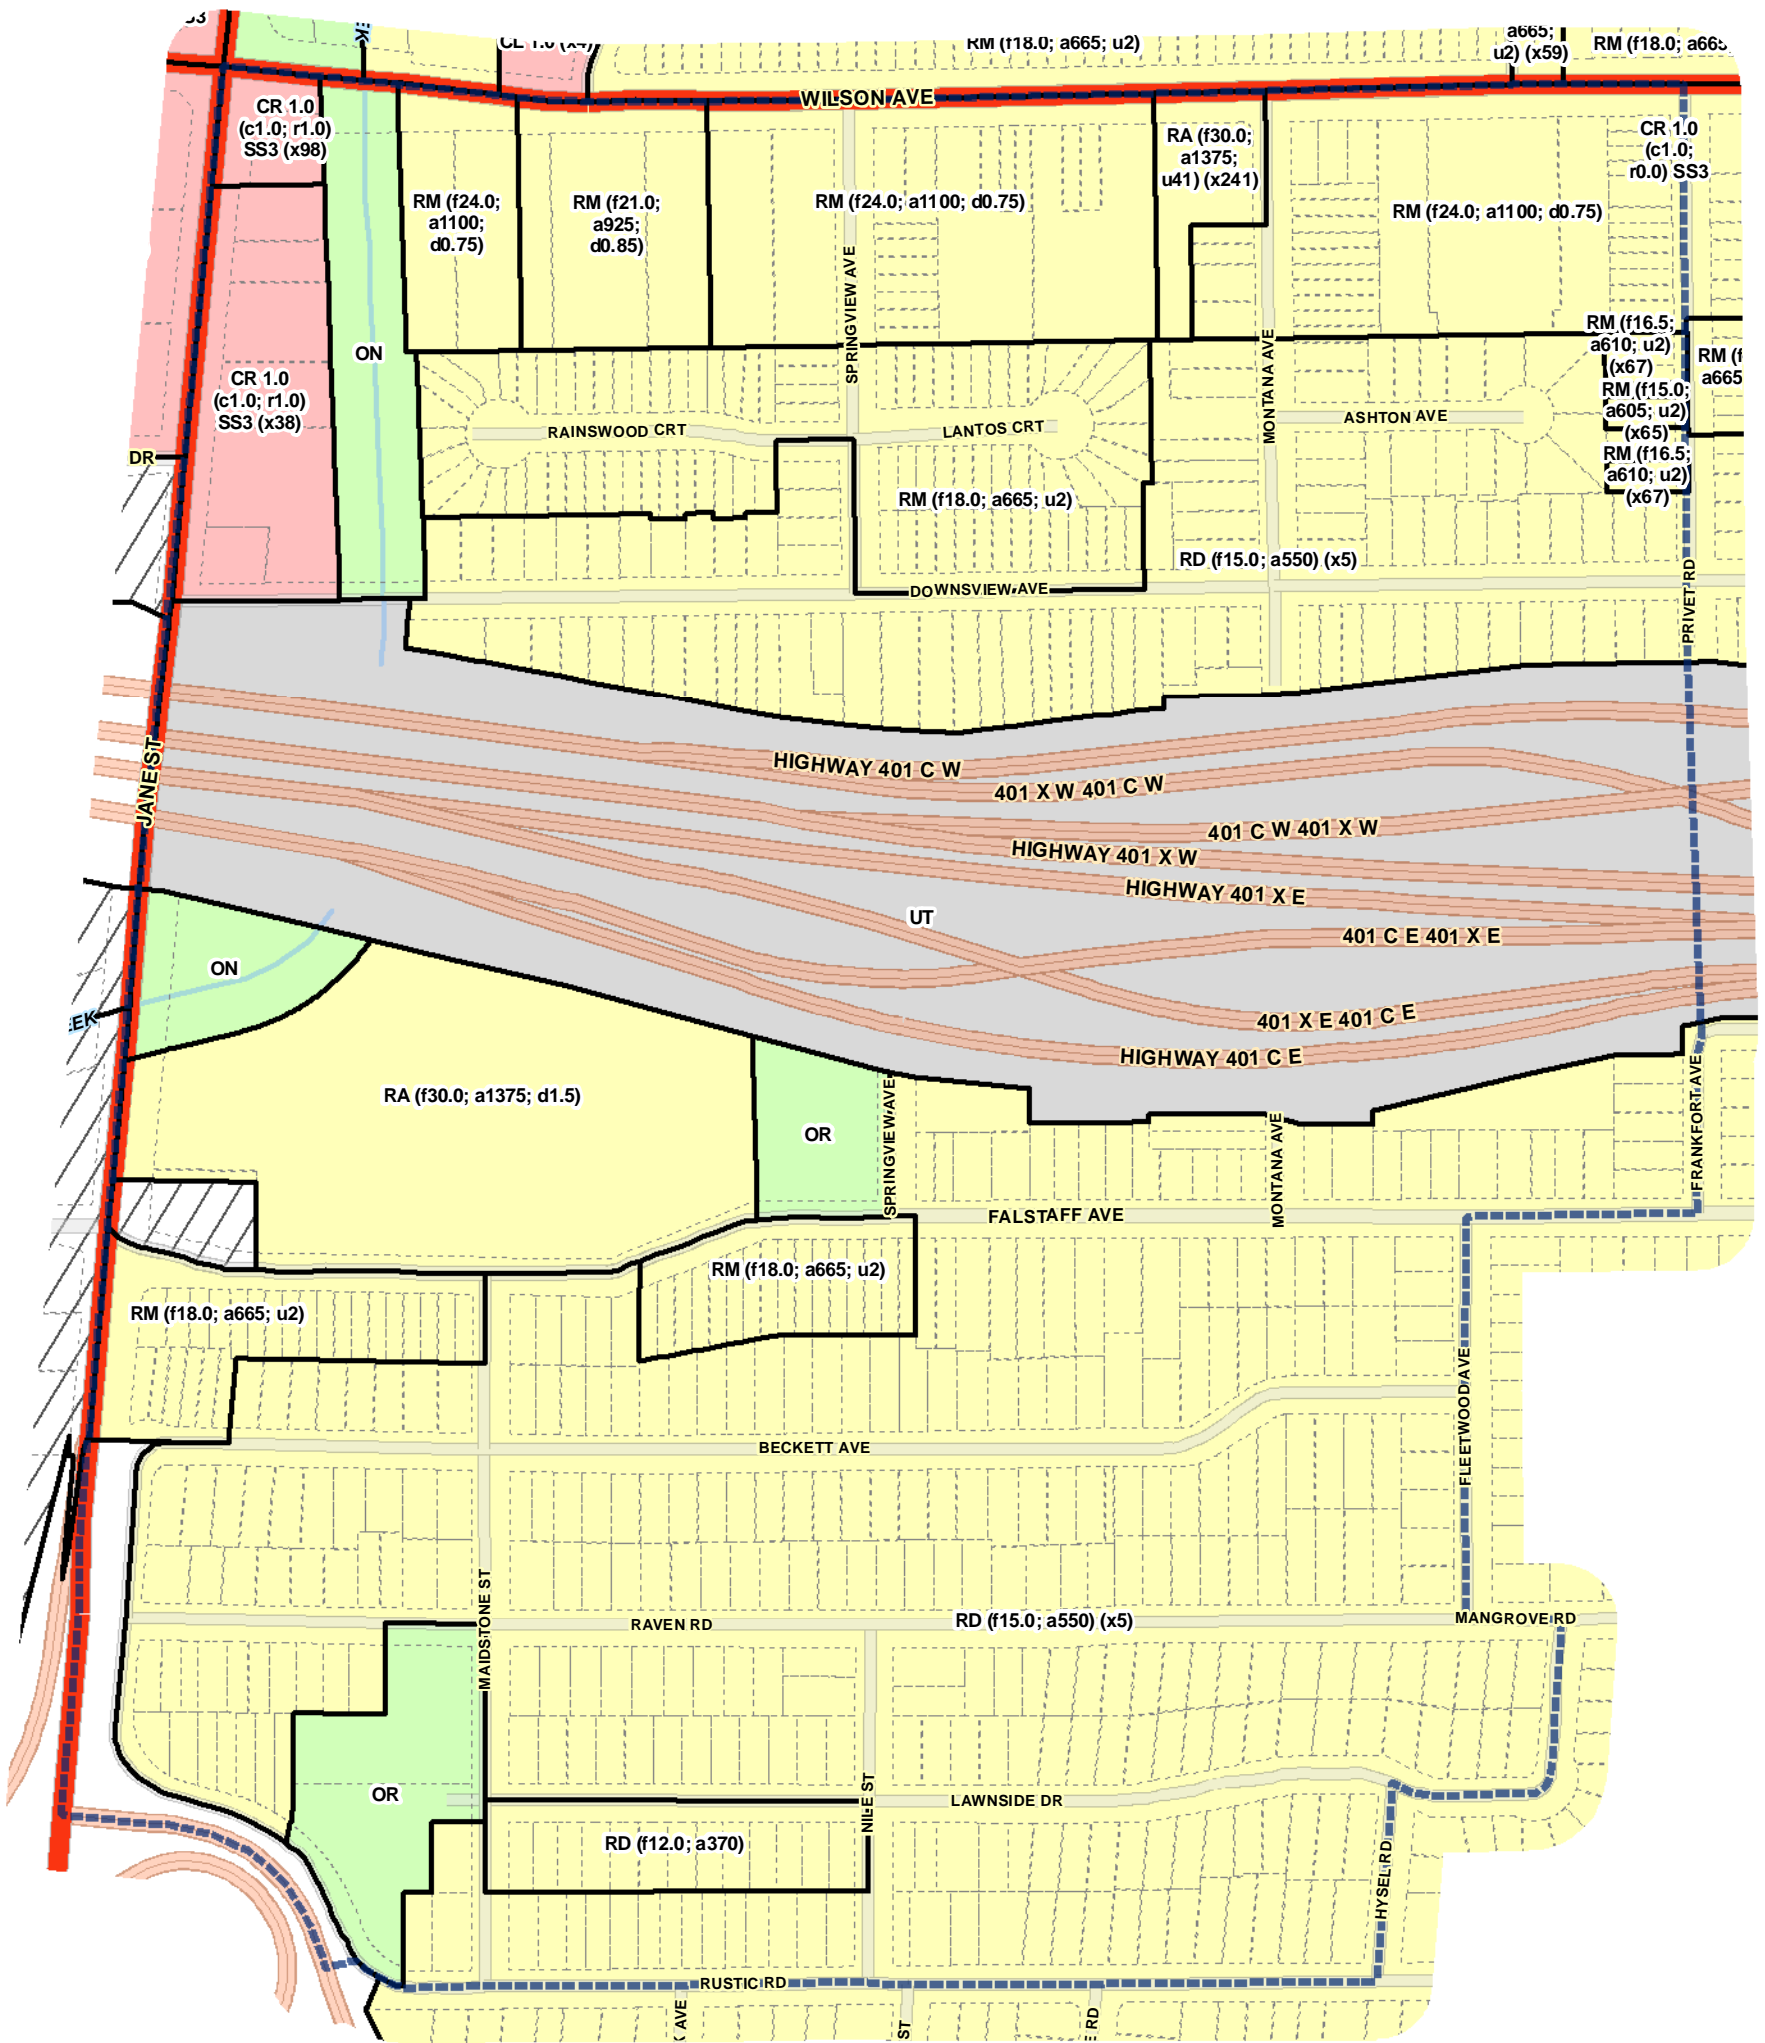 RM (f18.0; a665; u2)
a665;
u2) (x59)
RM (f18.0; a665;
WILSON AVE
CR 1.0
(c1.0; r1.0)
SS3 (x98)
RA (f30.0;
a1375;
u41) (x241)
CR 1.0
(c1.0;
r0.0) SS3
RM (f24.0;
a1100;
d0.75)
RM (f21.0;
a925;
d0.85)
RM (f24.0; a1100; d0.75)
RM (f24.0; a1100; d0.75)
SPRINGVIEW AVE
MONTANA AVE
ON
RM (f16.5;
a610; u2)
(x67)
RM (f
a665
CR 1.0
(c1.0; r1.0)
SS3 (x38)
RM (f15.0;
a605; u2)
(x65)
RAINSWOOD CRT
LANTOS CRT
ASHTON AVE
DR
RM (f16.5;
a610; u2)
(x67)
RM (f18.0; a665; u2)
RD (f15.0; a550) (x5)
DOWNSVIEW AVE
PRIVET RD
JANE ST
HIGHWAY 401 C W
401 X W 401 C W
401 C W 401 X W
HIGHWAY 401 X W
HIGHWAY 401 X E
UT
401 C E 401 X E
ON
EEK
401 X E 401 C E
HIGHWAY 401 C E
RA (f30.0; a1375; d1.5)
OR
SPRINGVIEW AVE
MONTANA AVE
FRANKFORT AVE
FALSTAFF AVE
RM (f18.0; a665; u2)
RM (f18.0; a665; u2)
FLEETWOOD AVE
BECKETT AVE
MAIDSTONE ST
RAVEN RD
RD (f15.0; a550) (x5)
MANGROVE RD
OR
NILE ST
LAWNSIDE DR
RD (f12.0; a370)
HYSEL RD
RUSTIC RD
AVE
ST
RD